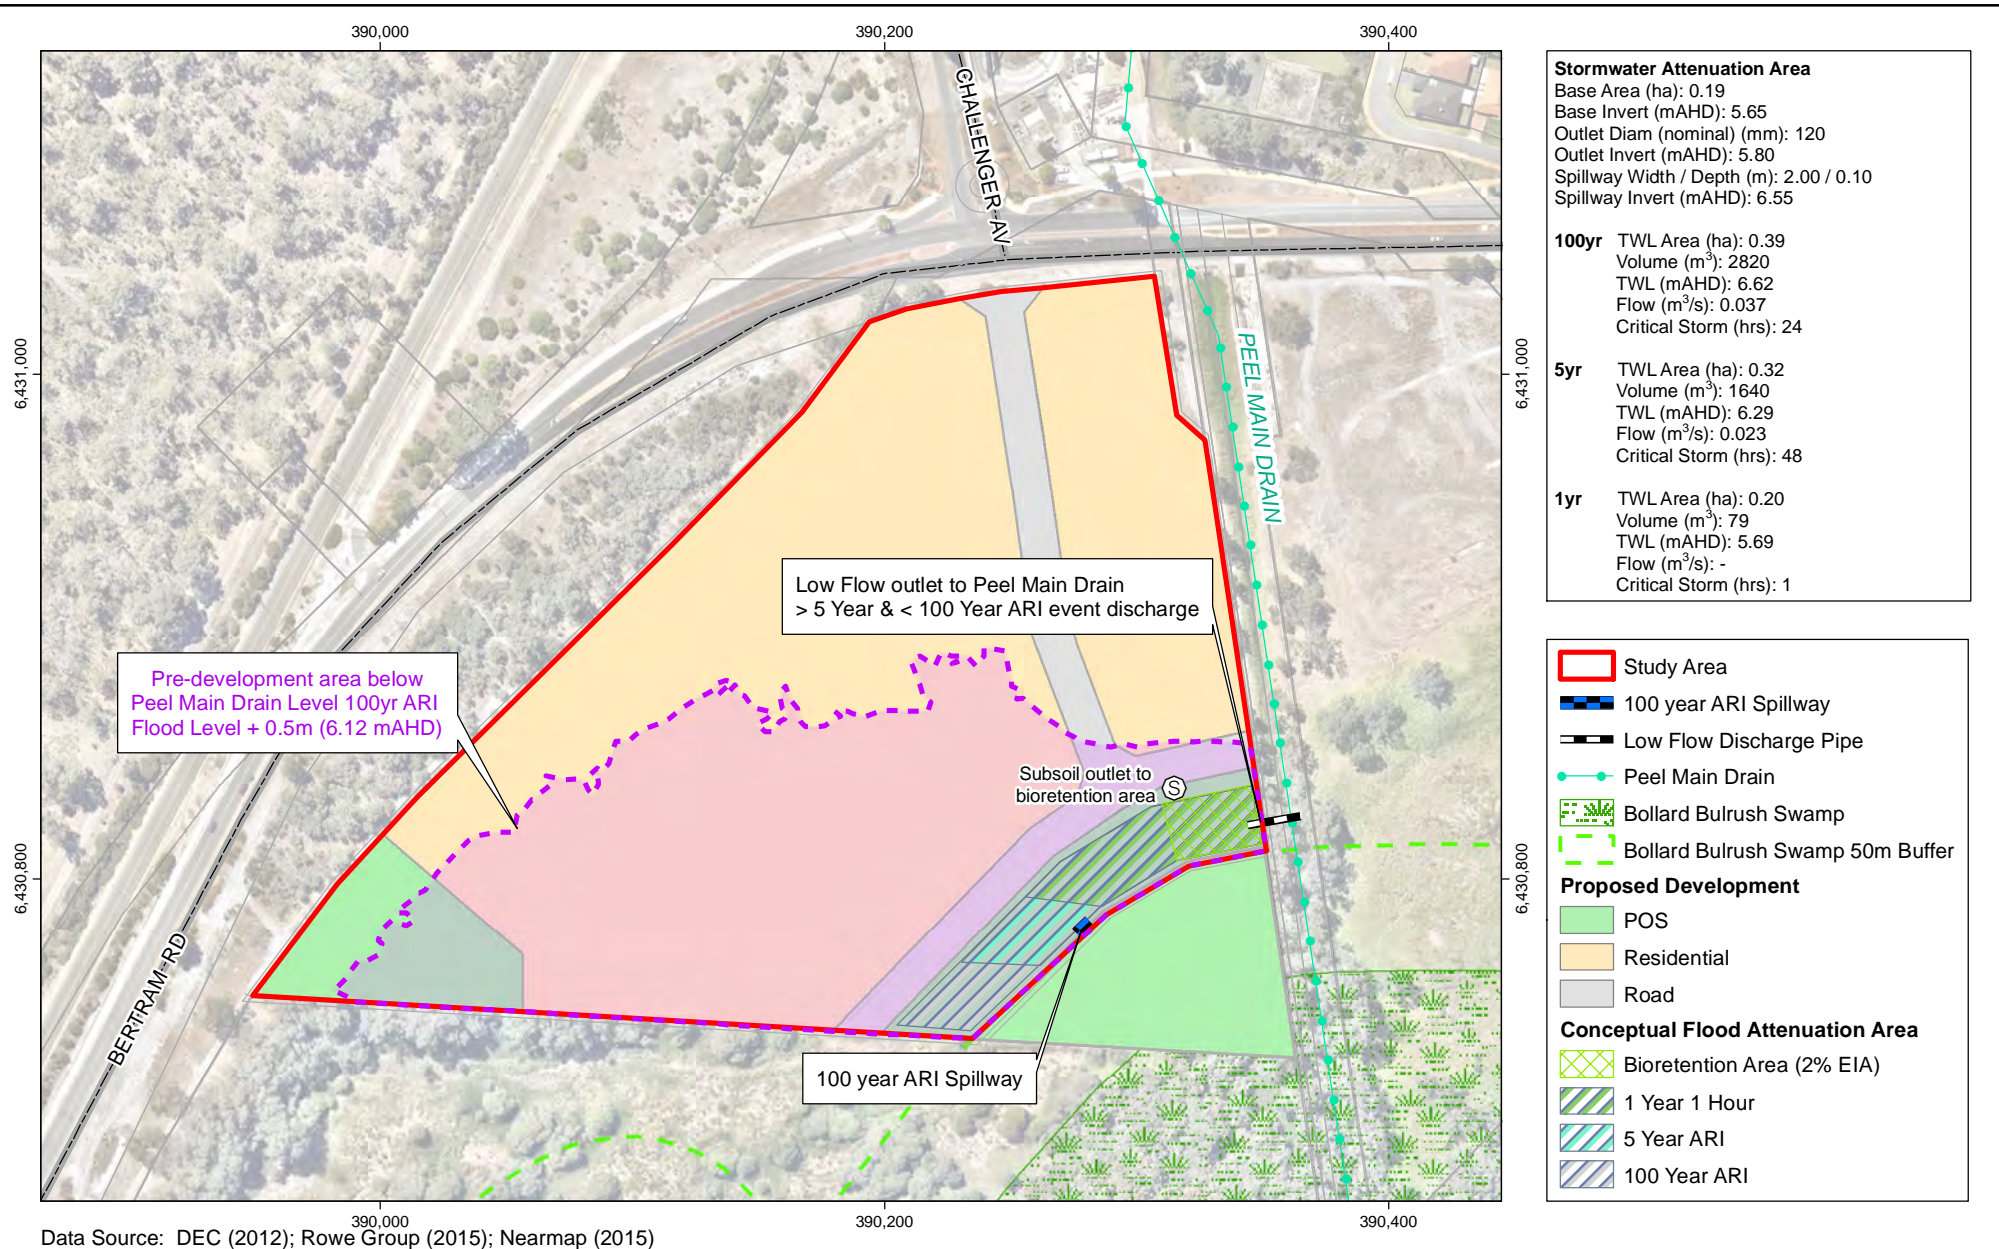 390,000
390,200
390,400
6,431,000
6,430,800
CHALLENGER AV
PEEL MAIN DRAIN
BERTRAM RD
Low Flow outlet to Peel Main Drain
> 5 Year & < 100 Year ARI event discharge
Pre-development area below
Peel Main Drain Level 100yr ARI
Flood Level + 0.5m (6.12 mAHD)
Subsoil outlet to
bioretention area
S
100 year ARI Spillway
6,431,000
6,430,800
390,000
390,200
390,400
Data Source: DEC (2012); Rowe Group (2015); Nearmap (2015)
Stormwater Attenuation Area
Base Area (ha): 0.19
Base Invert (mAHD): 5.65
Outlet Diam (nominal) (mm): 120
Outlet Invert (mAHD): 5.80
Spillway Width / Depth (m): 2.00 / 0.10
Spillway Invert (mAHD): 6.55
100yr TWL Area (ha): 0.39
Volume (m³): 2820
TWL (mAHD): 6.62
Flow (m³/s): 0.037
Critical Storm (hrs): 24
5yr TWL Area (ha): 0.32
Volume (m³): 1640
TWL (mAHD): 6.29
Flow (m³/s): 0.023
Critical Storm (hrs): 48
1yr TWL Area (ha): 0.20
Volume (m³): 79
TWL (mAHD): 5.69
Flow (m³/s): -
Critical Storm (hrs): 1
Study Area
100 year ARI Spillway
Low Flow Discharge Pipe
Peel Main Drain
Bollard Bulrush Swamp
Bollard Bulrush Swamp 50m Buffer
Proposed Development
POS
Residential
Road
Conceptual Flood Attenuation Area
Bioretention Area (2% EIA)
1 Year 1 Hour
5 Year ARI
100 Year ARI